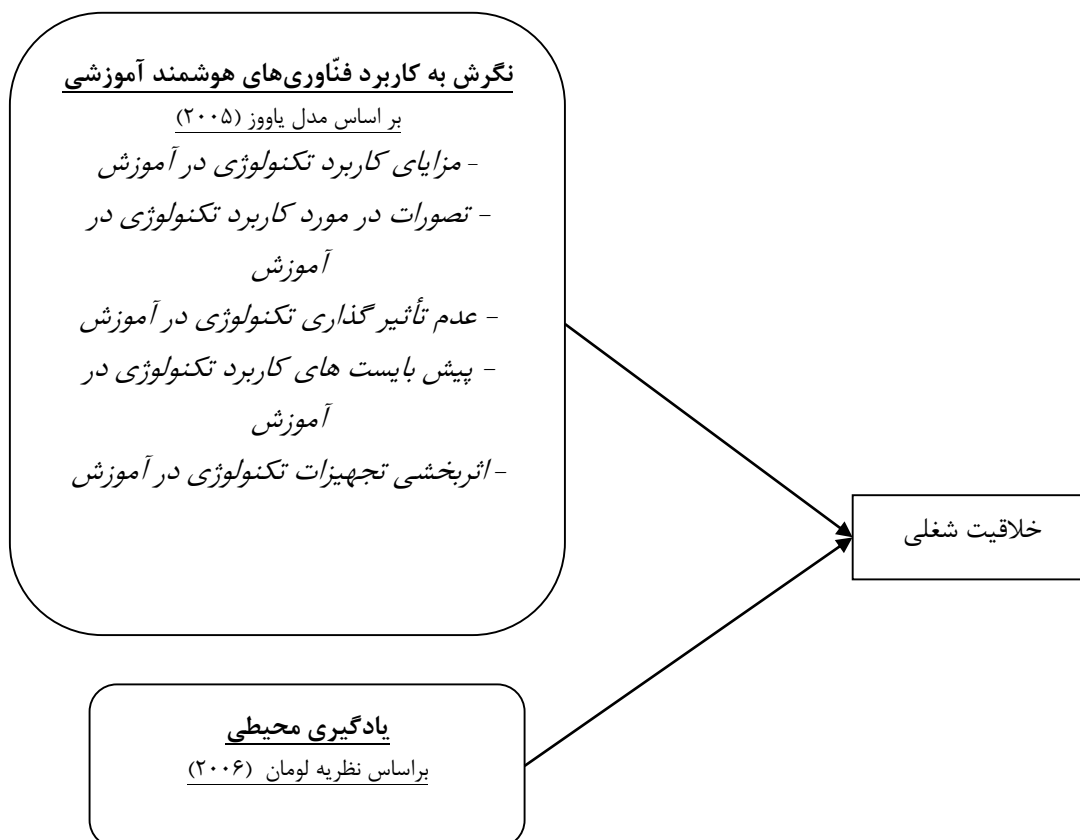 نگرش به کاربرد فنّاوری‌های هوشمند آموزشی
بر اساس مدل یاووز (۲۰۰۵)
- مزایای کاربرد تکنولوژی در آموزش
- تصورات در مورد کاربرد تکنولوژی در
آموزش
- عدم تأثیر گذاری تکنولوژی در آموزش
- پیش بایست های کاربرد تکنولوژی در
آموزش
- اثربخشی تجهیزات تکنولوژی در آموزش
خلاقیت شغلی
یادگیری محیطی
براساس نظریه لومان (۲۰۰۶)